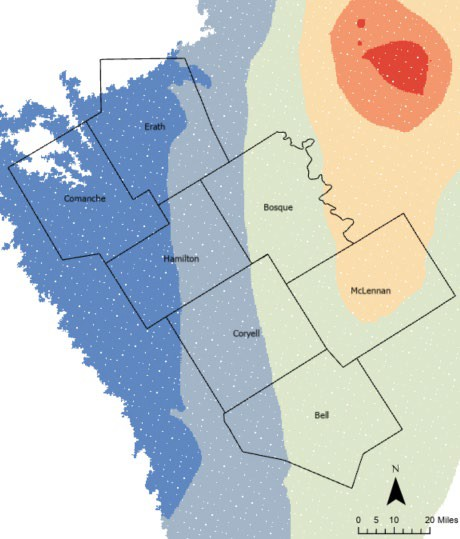 Erath
Comanche
Bosque
Hamilton
McLennan
Coryell
Bell
N
0 5 10 20 Miles